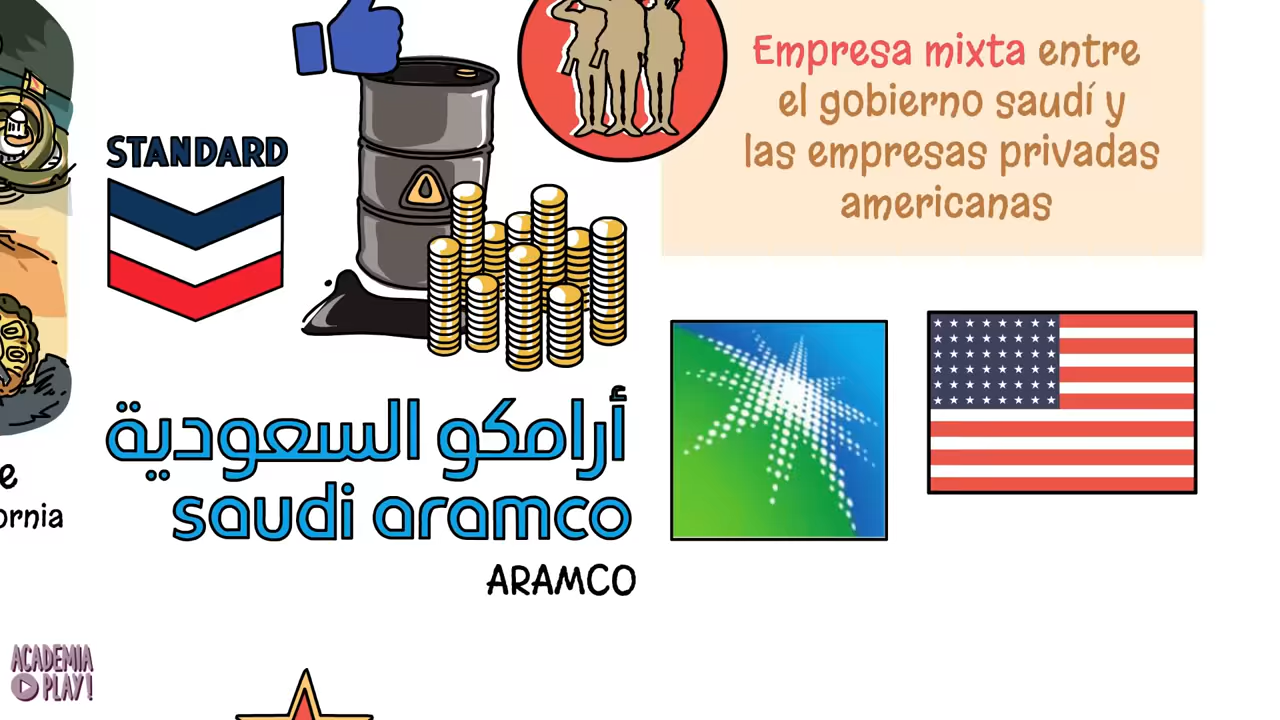 Empresa mixta entre
el gobierno saudí y
las empresas privadas
americanas
STANDARD
أرامكو السعودية
saudi aramco
ARAMCO
ornia
ACADEMIA
PLAY!